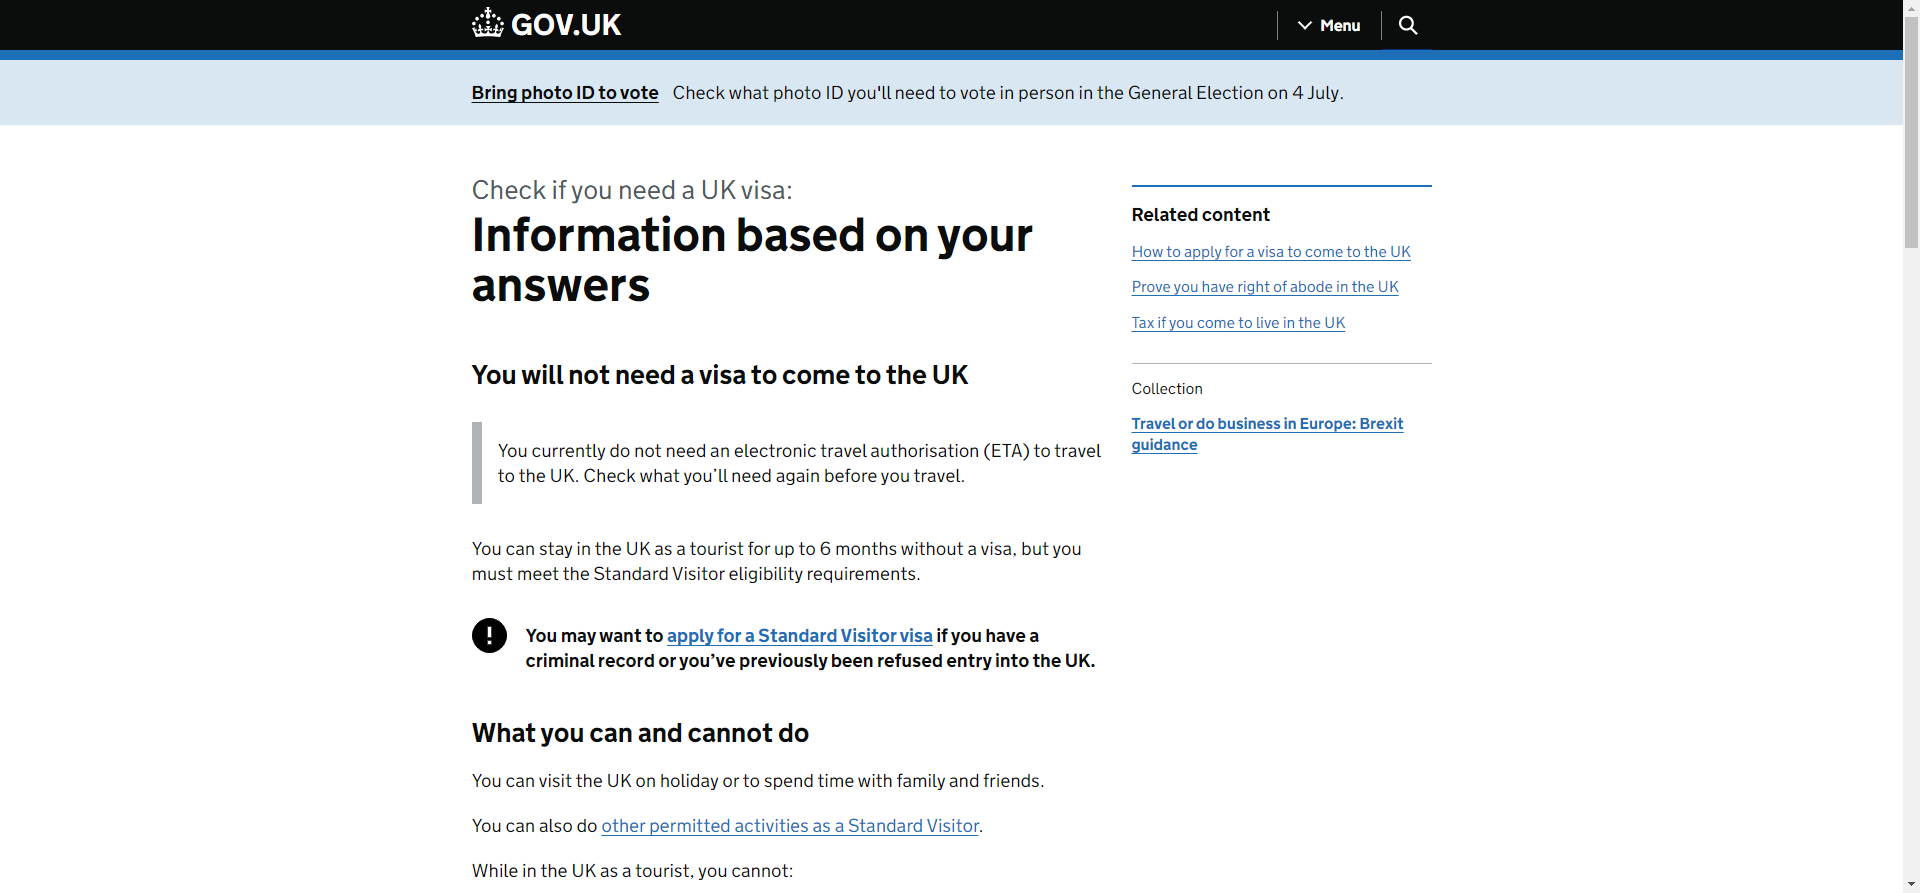 GOV.UK
Menu
Bring photo ID to vote Check what photo ID you'll need to vote in person in the General Election on 4 July.
Check if you need a UK visa:
Information based on your
answers
You will not need a visa to come to the UK
You currently do not need an electronic travel authorisation (ETA) to travel
to the UK. Check what you’ll need again before you travel.
You can stay in the UK as a tourist for up to 6 months without a visa, but you
must meet the Standard Visitor eligibility requirements.
! You may want to apply for a Standard Visitor visa if you have a
criminal record or you’ve previously been refused entry into the UK.
What you can and cannot do
You can visit the UK on holiday or to spend time with family and friends.
You can also do other permitted activities as a Standard Visitor.
While in the UK as a tourist, you cannot:
Related content
How to apply for a visa to come to the UK
Prove you have right of abode in the UK
Tax if you come to live in the UK
Collection
Travel or do business in Europe: Brexit
guidance